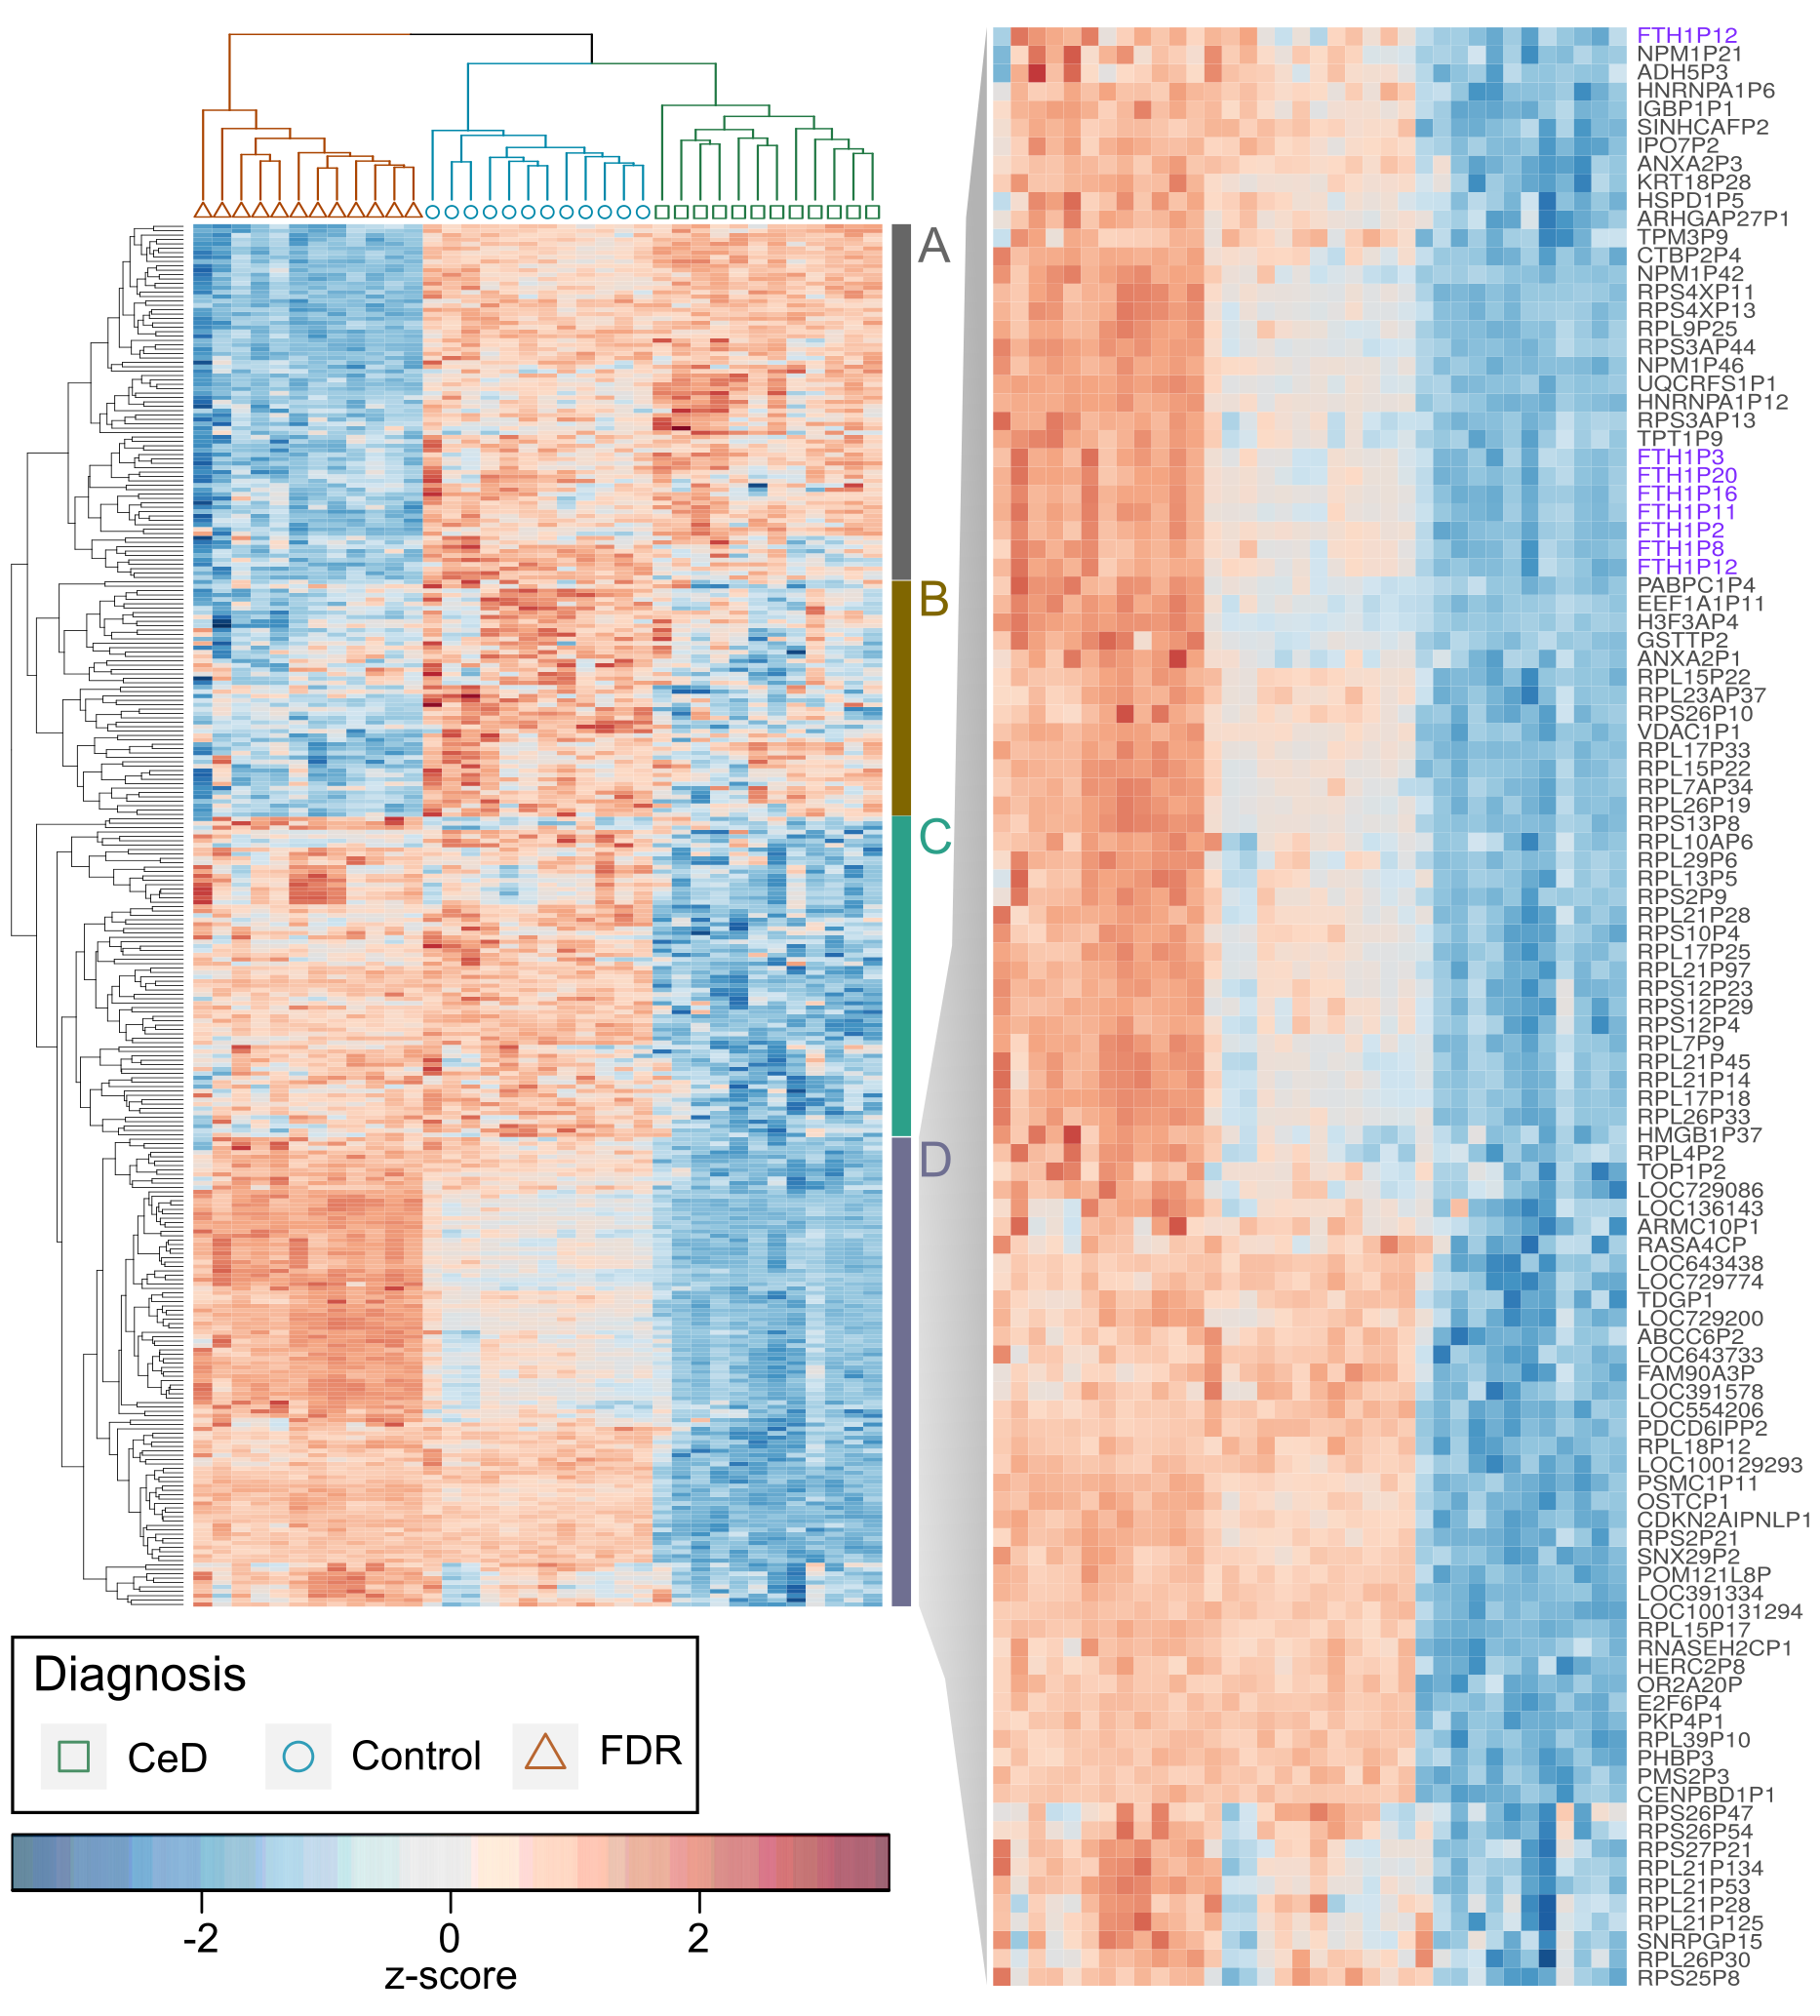 A
B
C
D
Diagnosis
CeD Control FDR
-2 0 2
z-score
FTH1P12
NPM1P21
ADH5P3
HNRNPA1P6
IGBP1P1
SINHCAFP2
IPO7P2
ANXA2P3
KRT18P28
HSPD1P5
ARHGAP27P1
TPM3P9
CTBP2P4
NPM1P42
RPS4XP11
RPS4XP13
RPL9P25
RPS3AP44
NPM1P46
UQCRFS1P1
HNRNPA1P12
RPS3AP13
TPT1P9
FTH1P3
FTH1P20
FTH1P16
FTH1P11
FTH1P2
FTH1P8
FTH1P12
PABPC1P4
EEF1A1P11
H3F3AP4
GSTTP2
ANXA2P1
RPL15P22
RPL23AP37
RPS26P10
VDAC1P1
RPL17P33
RPL15P22
RPL7AP34
RPL26P19
RPS13P8
RPL10AP6
RPL29P6
RPL13P5
RPS2P9
RPL21P28
RPS10P4
RPL17P25
RPL21P97
RPS12P23
RPS12P29
RPS12P4
RPL7P9
RPL21P45
RPL21P14
RPL17P18
RPL26P33
HMGB1P37
RPL4P2
TOP1P2
LOC729086
LOC136143
ARMC10P1
RASA4CP
LOC643438
LOC729774
TDGP1
LOC729200
ABCC6P2
LOC643733
FAM90A3P
LOC391578
LOC554206
PDCD6IPP2
RPL18P12
LOC100129293
PSMC1P11
OSTCP1
CDKN2AIPNLP1
RPS2P21
SNX29P2
POM121L8P
LOC391334
LOC100131294
RPL15P17
RNASEH2CP1
HERC2P8
OR2A20P
E2F6P4
PKP4P1
RPL39P10
PHBP3
PMS2P3
CENPBD1P1
RPS26P47
RPS26P54
RPS27P21
RPL21P134
RPL21P53
RPL21P28
RPL21P125
SNRPGP15
RPL26P30
RPS25P8